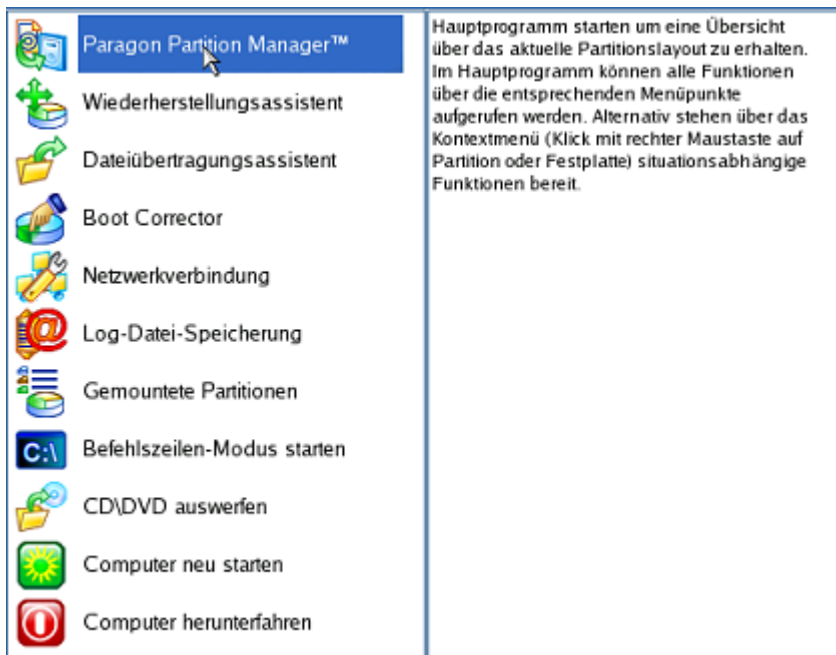 Paragon Partition Manager™
Wiederherstellungsassistent
Dateiübertragungsassistent
Boot Corrector
Netzwerkverbindung
@
Log-Datei-Speicherung
Gemountete Partitionen
C:\
Befehlszeilen-Modus starten
CD\DVD auswerfen
Computer neu starten
Computer herunterfahren
Hauptprogramm starten um eine Übersicht
über das aktuelle Partitionslayout zu erhalten.
Im Hauptprogramm können alle Funktionen
über die entsprechenden Menüpunkte
aufgerufen werden. Alternativ stehen über das
Kontextmenü (Klick mit rechter Maustaste auf
Partition oder Festplatte) situationsabhängige
Funktionen bereit.